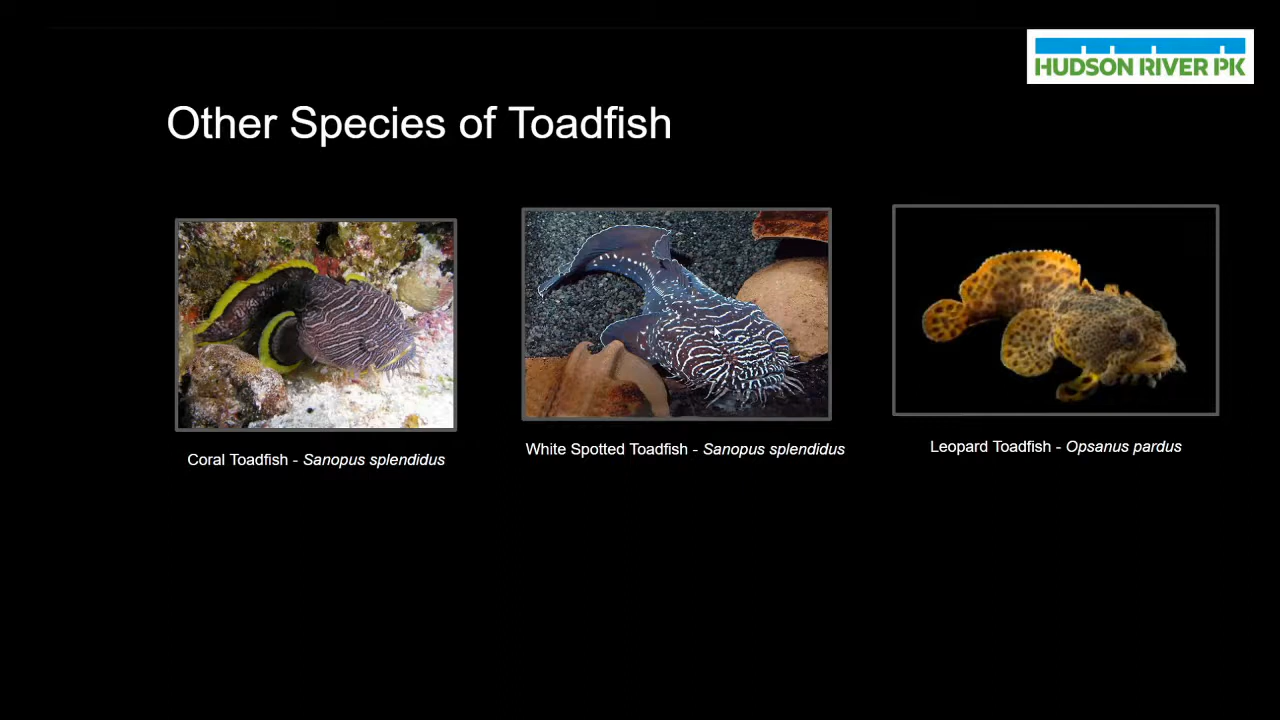 HUDSON RIVER PK
Other Species of Toadfish
Coral Toadfish - Sanopus splendidus
White Spotted Toadfish - Sanopus splendidus
Leopard Toadfish - Opsanus pardus